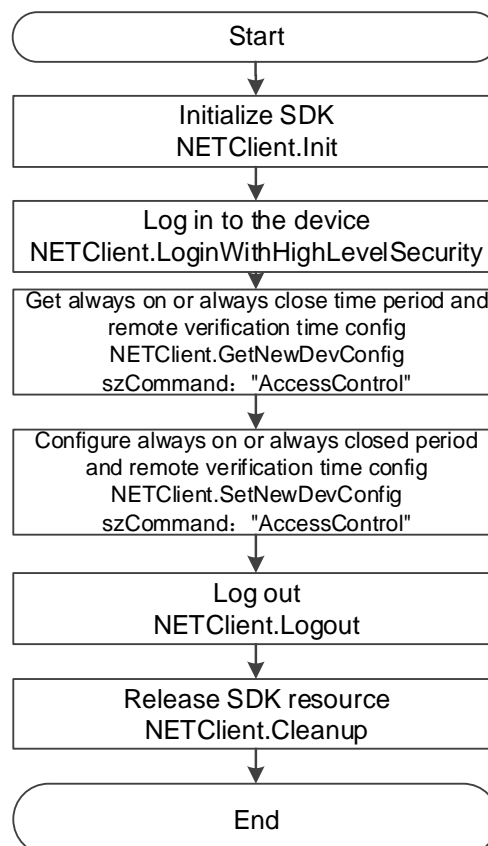 Start
Initialize SDK
NETClient.Init
Log in to the device
NETClient.LoginWithHighLevelSecurity
Get always on or always close time period and
remote verification time config
NETClient.GetNewDevConfig
szCommand："AccessControl"
Configure always on or always closed period
and remote verification time config
NETClient.SetNewDevConfig
szCommand："AccessControl"
Log out
NETClient.Logout
Release SDK resource
NETClient.Cleanup
End